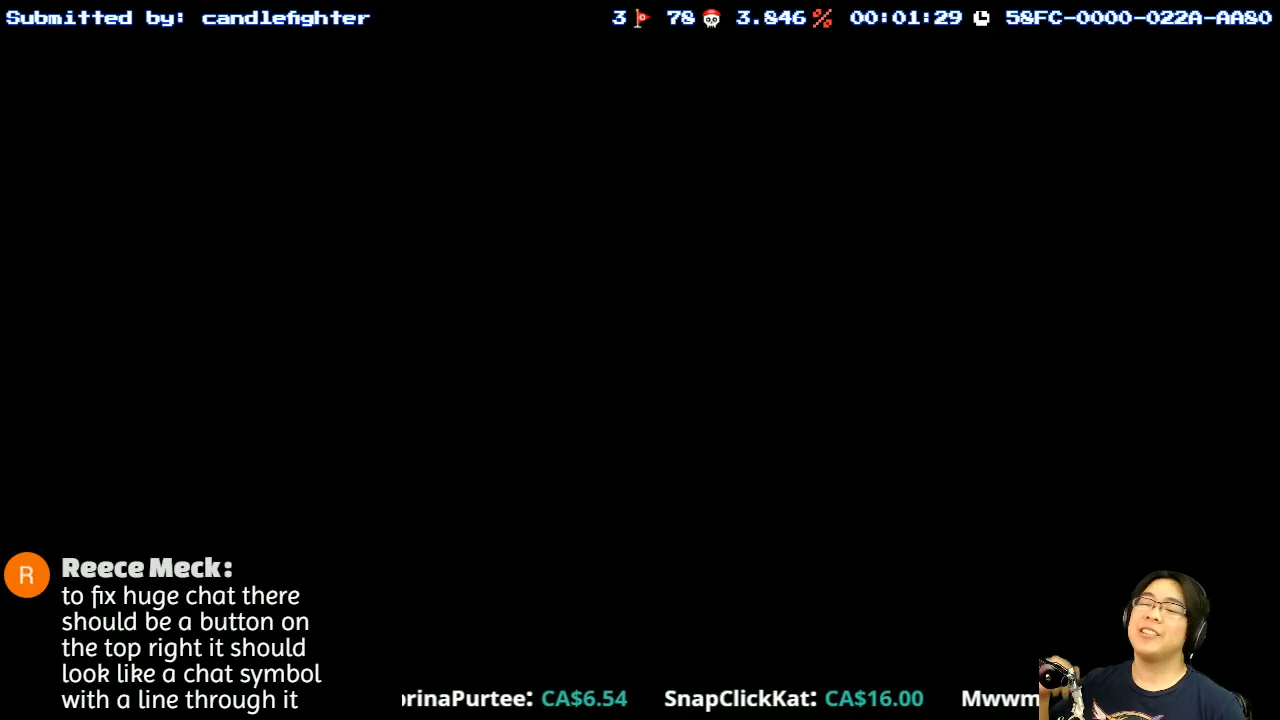 Submitted by: candlefighter 3 78 3.846 % 00:01:29 58FC-0000-022A-AA80
R Reece Meck:
to fix huge chat there
should be a button on
the top right it should
look like a chat symbol
with a line through it
rinaPurtee: CA$6.54 SnapClickKat: CA$16.00 Mwwm